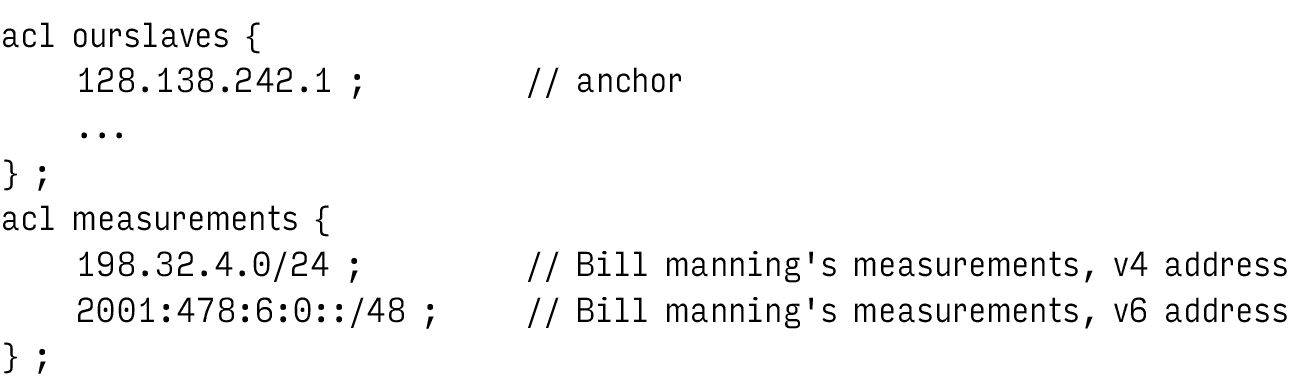 acl ourslaves {
128.138.242.1 ; // anchor
...
} ;
acl measurements {
198.32.4.0/24 ; // Bill manning's measurements, v4 address
2001:478:6:0::/48 ; // Bill manning's measurements, v6 address
} ;